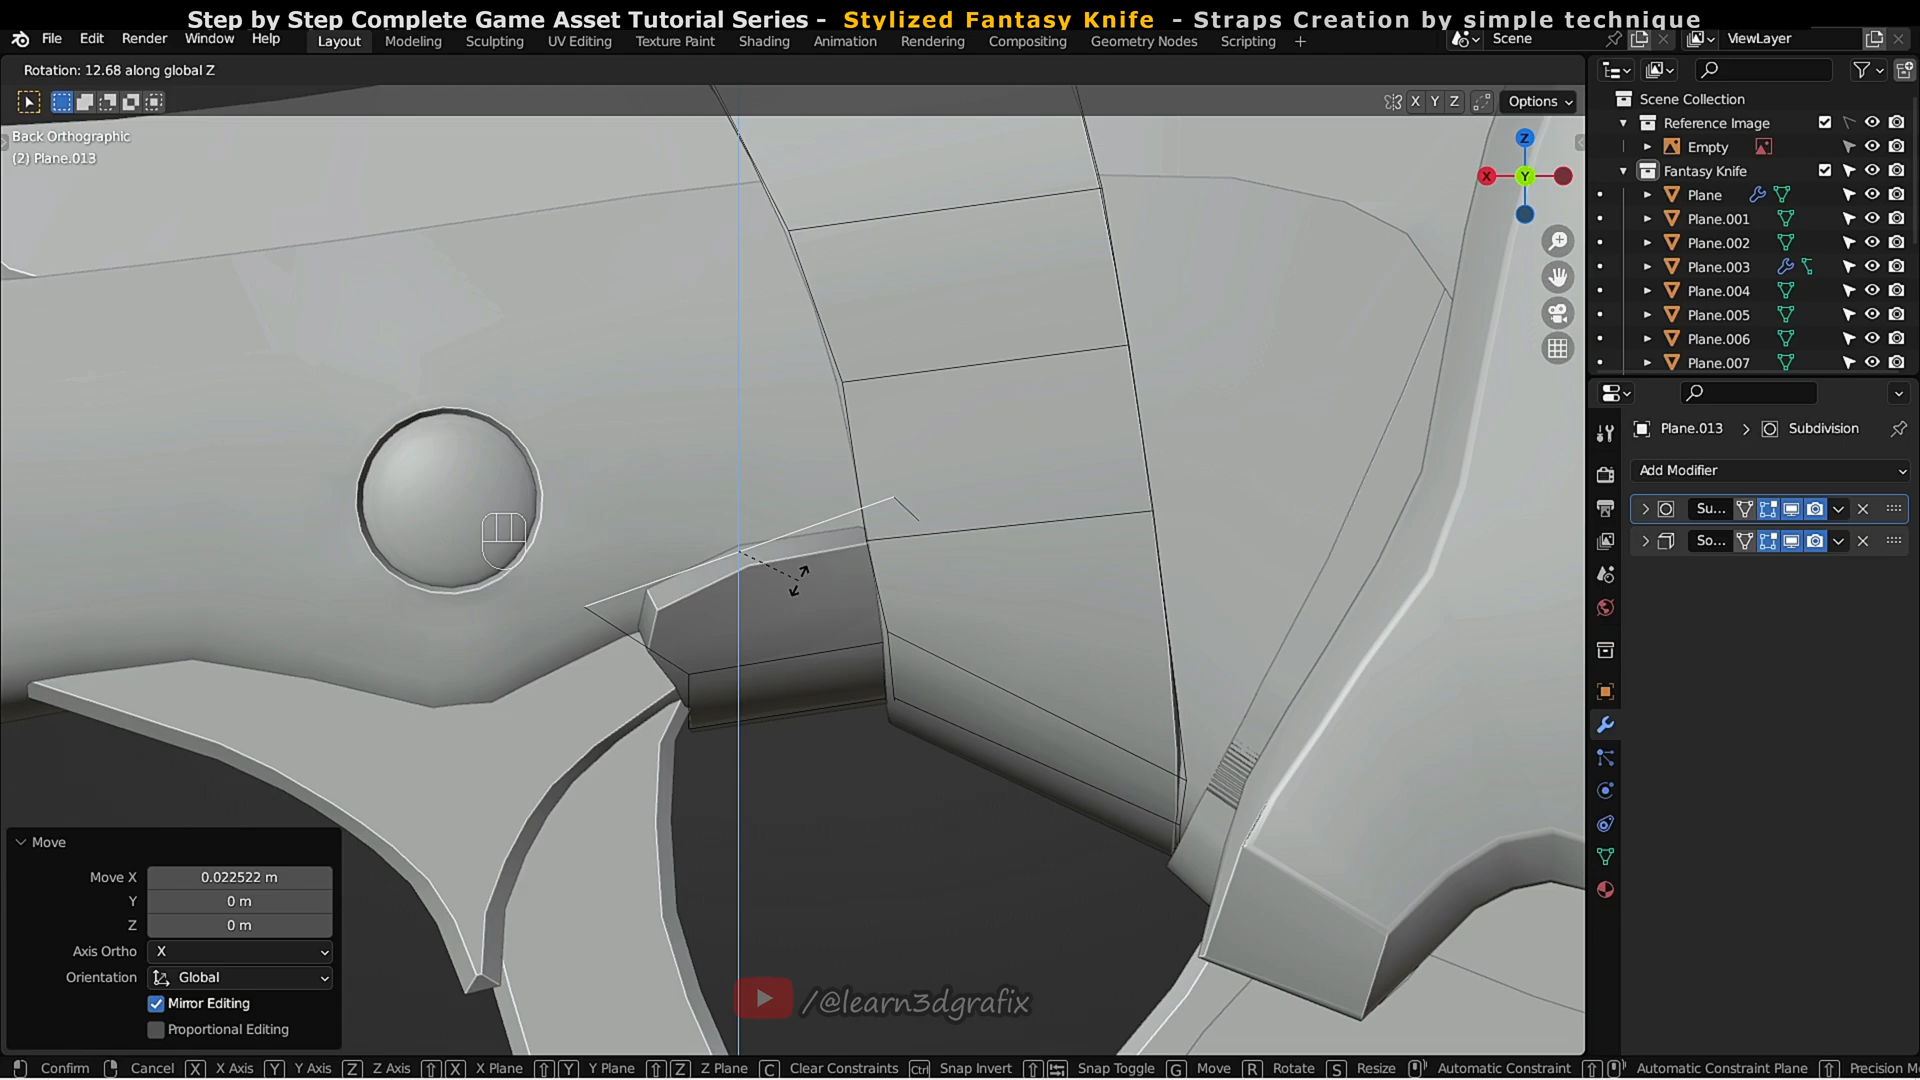 Step by Step Complete Game Asset Tutorial Series - Stylized Fantasy Knife - Straps Creation by simple technique
File Edit Render Window Help Layout Modeling Sculpting UV Editing Texture Paint Shading Animation Rendering Compositing Geometry Nodes Scripting + Scene ViewLayer
Rotation: 12.68 along global Z
X Y Z Options
Back Orthographic
(2) Plane.013
Z
X Y
Scene Collection
Reference Image
Empty
Fantasy Knife
Plane
Plane.001
Plane.002
Plane.003
Plane.004
Plane.005
Plane.006
Plane.007
Plane.013 > Subdivision
Add Modifier
Su...
So...
Move
Move X 0.022522 m
Y 0 m
Z 0 m
Axis Ortho X
Orientation Global
Mirror Editing
Proportional Editing
/@learn3dgrafix
Confirm Cancel X X Axis Y Y Axis Z Z Axis X X Plane Y Y Plane Z Z Plane C Clear Constraints Ctrl Snap Invert Snap Toggle G Move R Rotate S Resize Automatic Constraint Automatic Constraint Plane Precision M